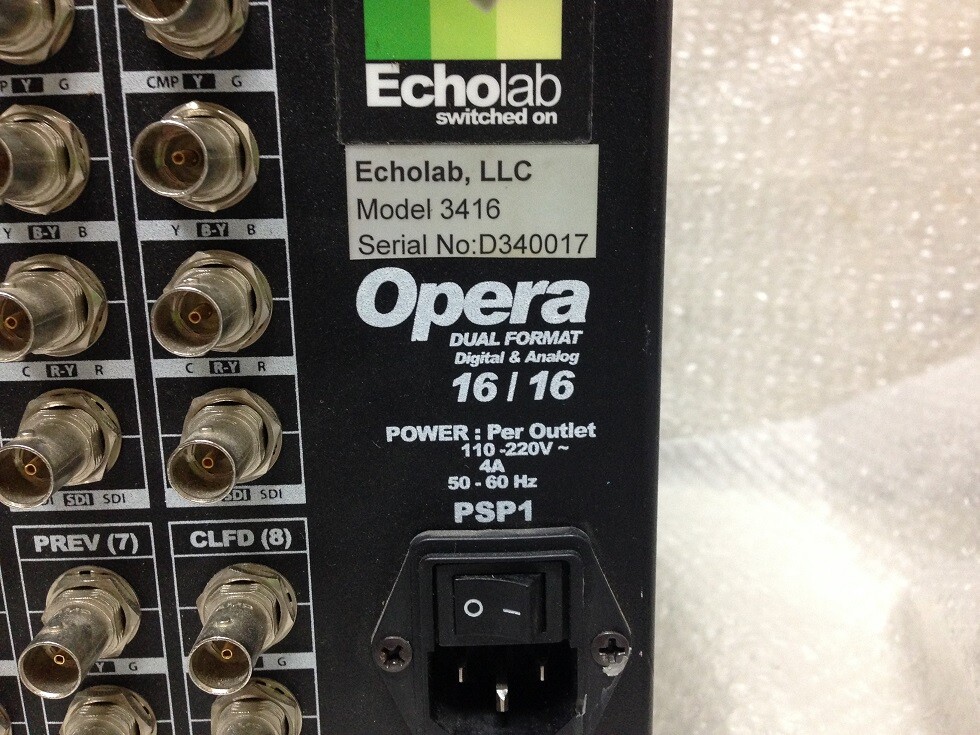 Echolab
switched on
Echolab, LLC
Model 3416
Serial No:D340017
Opera
DUAL FORMAT
Digital & Analog
16 / 16
POWER : Per Outlet
110 -220V ~
4A
50 - 60 Hz
PSP1
O I
Y G
CMP Y G
Y B-Y B
Y B-Y B
C R-Y R
C R-Y R
SDI SDI
SDI SDI
PREV (7)
CLFD (8)
Y G
G